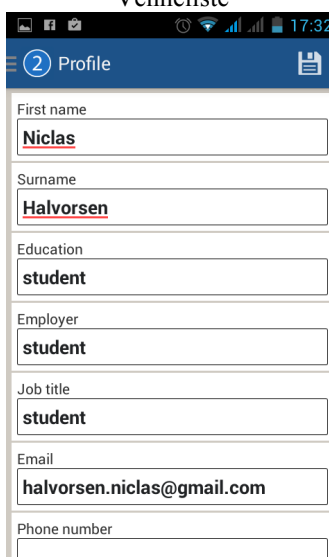 17:32
2 Profile
First name
Niclas
Surname
Halvorsen
Education
student
Employer
student
Job title
student
Email
halvorsen.niclas@gmail.com
Phone number